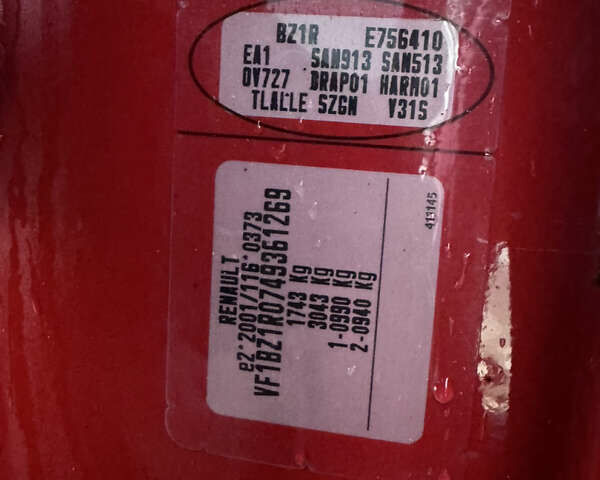 BZ1R E756410
EA1 SAN913 SAN513
0V727 BRAP01 HARM01
TLALLE SZGN V31S
RENAULT
e2*2001/116*0373
VF1BZ1R0749361269
1743 Kg
3043 Kg
1-0990 Kg
2-0940 Kg
413145